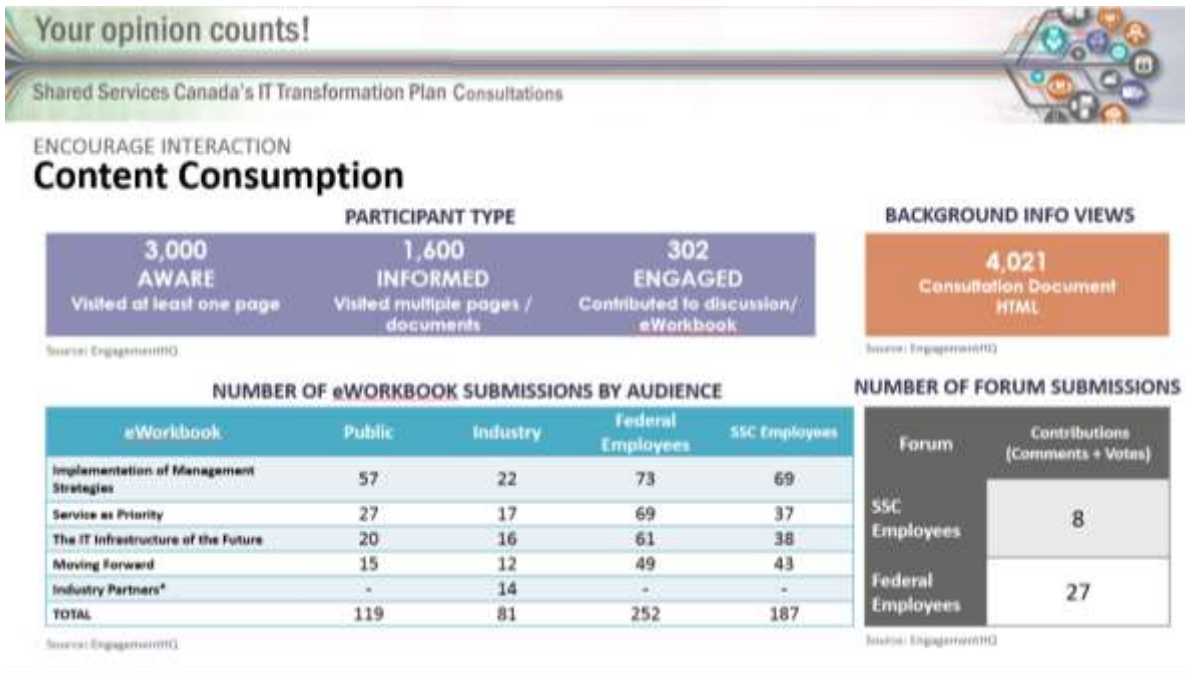 Your opinion counts!
Shared Services Canada's IT Transformation Plan Consultations
ENCOURAGE INTERACTION
Content Consumption
PARTICIPANT TYPE
3,000
AWARE
Visited at least one page
1,600
INFORMED
Visited multiple pages /
documents
302
ENGAGED
Contributed to discussion/
eWorkbook
Source: EngagementHQ
BACKGROUND INFO VIEWS
4,021
Consultation Document
HTML
Source: EngagementHQ
NUMBER OF eWORKBOOK SUBMISSIONS BY AUDIENCE
eWorkbook Public Industry Federal Employees SSC Employees
Implementation of Management Strategies 57 22 73 69
Service as Priority 27 17 69 37
The IT Infrastructure of the Future 20 16 61 38
Moving Forward 15 12 49 43
Industry Partners* - 14 - -
TOTAL 119 81 252 187
Source: EngagementHQ
NUMBER OF FORUM SUBMISSIONS
Forum Contributions (Comments + Votes)
SSC Employees 8
Federal Employees 27
Source: EngagementHQ